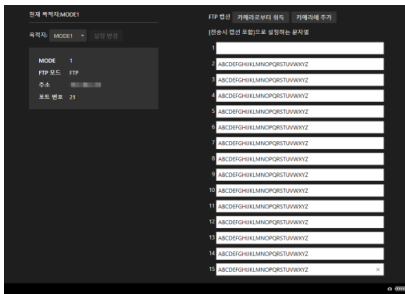 현재 목적지:MODE1
목적지: MODE1 설정 변경
MODE 1
FTP 모드 FTP
주소
포트 번호 21
FTP 캡션 카메라로부터 취득 카메라에 추가
[전송시 캡션 포함]으로 설정하는 문자열
1
2 ABCDEFGHIJKLMNOPQRSTUVWXYZ
3 ABCDEFGHIJKLMNOPQRSTUVWXYZ
4 ABCDEFGHIJKLMNOPQRSTUVWXYZ
5 ABCDEFGHIJKLMNOPQRSTUVWXYZ
6 ABCDEFGHIJKLMNOPQRSTUVWXYZ
7 ABCDEFGHIJKLMNOPQRSTUVWXYZ
8 ABCDEFGHIJKLMNOPQRSTUVWXYZ
9 ABCDEFGHIJKLMNOPQRSTUVWXYZ
10 ABCDEFGHIJKLMNOPQRSTUVWXYZ
11 ABCDEFGHIJKLMNOPQRSTUVWXYZ
12 ABCDEFGHIJKLMNOPQRSTUVWXYZ
13 ABCDEFGHIJKLMNOPQRSTUVWXYZ
14 ABCDEFGHIJKLMNOPQRSTUVWXYZ
15 ABCDEFGHIJKLMNOPQRSTUVWXYZ ×